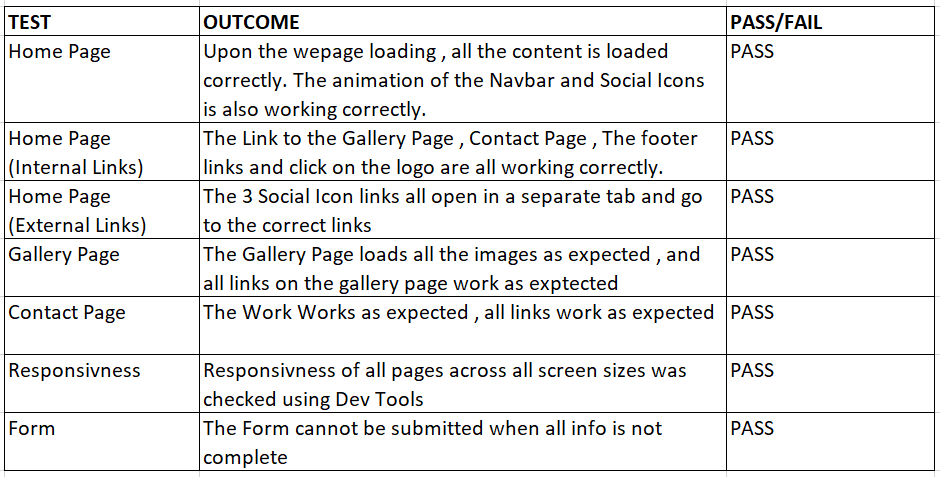 TEST OUTCOME PASS/FAIL
Home Page Upon the wepage loading , all the content is loaded PASS
correctly. The animation of the Navbar and Social Icons
is also working correctly.
Home Page The Link to the Gallery Page , Contact Page , The footer PASS
(Internal Links) links and click on the logo are all working correctly.
Home Page The 3 Social Icon links all open in a separate tab and go PASS
(External Links) to the correct links
Gallery Page The Gallery Page loads all the images as expected , and PASS
all links on the gallery page work as exptected
Contact Page The Work Works as expected , all links work as expected PASS
Responsivness Responsivness of all pages across all screen sizes was PASS
checked using Dev Tools
Form The Form cannot be submitted when all info is not PASS
complete